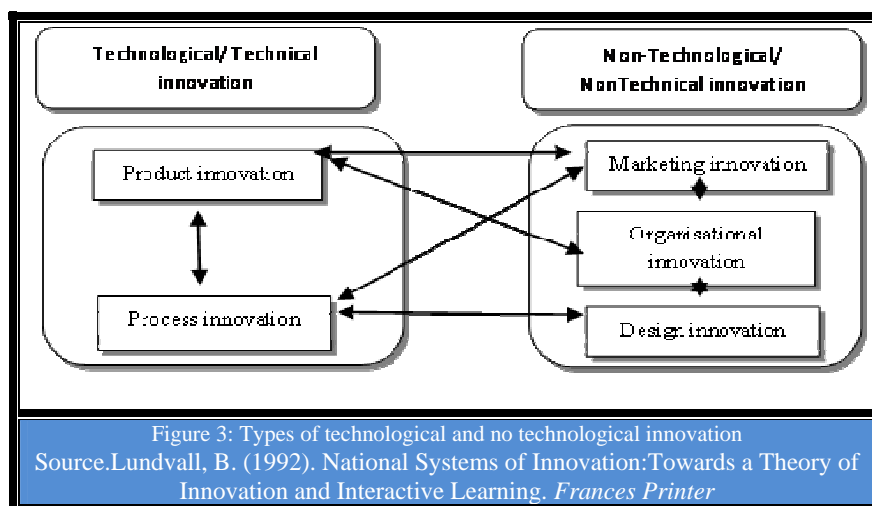 Technological/ Technical
innovation
Non-Technological/
NonTechnical innovation
Product innovation
Process innovation
Marketing innovation
Organisational
innovation
Design innovation
Figure 3: Types of technological and no technological innovation
Source.Lundvall, B. (1992). National Systems of Innovation:Towards a Theory of
Innovation and Interactive Learning. Frances Printer